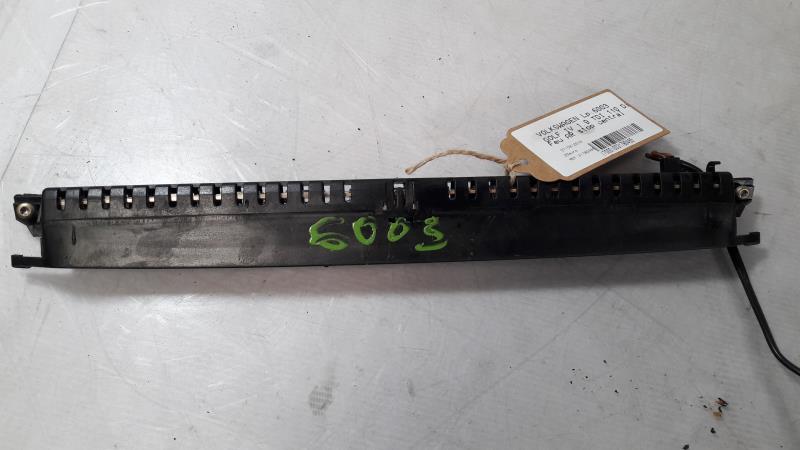 VOLKSWAGEN Lp 6003
GOLF IV 1.9 TDI 110 D
Feu de stop central
6003